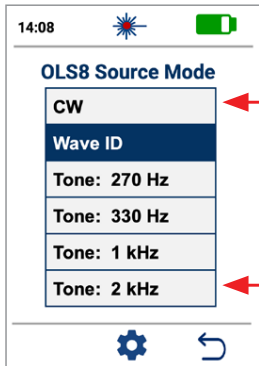 14:08
OLS8 Source Mode
CW
Wave ID
Tone: 270 Hz
Tone: 330 Hz
Tone: 1 kHz
Tone: 2 kHz